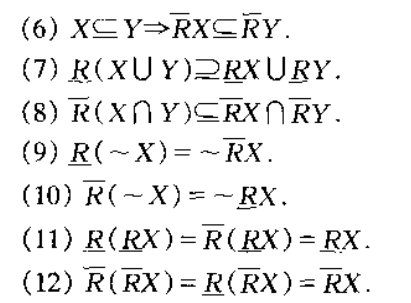 (6) X⊆Y⇒R̅X⊆R̅Y.
(7) R̲(X∪Y)⊇R̲X∪R̲Y.
(8) R̅(X∩Y)⊆R̅X∩R̅Y.
(9) R̲(~X)=~R̅X.
(10) R̅(~X)=~R̲X.
(11) R̲(R̲X)=R̅(R̲X)=R̲X.
(12) R̅(R̅X)=R̲(R̅X)=R̅X.